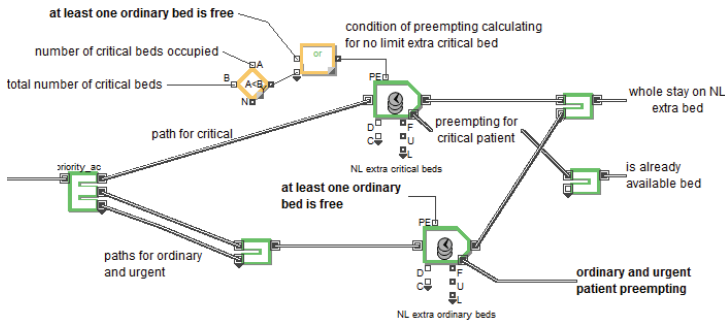 at least one ordinary bed is free
condition of preempting calculating
for no limit extra critical bed
number of critical beds occupied
or
A
total number of critical beds
B
A<B
N
PE
whole stay on NL
extra bed
path for critical
preempting for
critical patient
D
F
C
U
L
NL extra critical beds
priority_ac
is already
available bed
at least one ordinary
bed is free
PE
paths for ordinary
and urgent
D
F
C
U
L
ordinary and urgent
patient preempting
NL extra ordinary beds